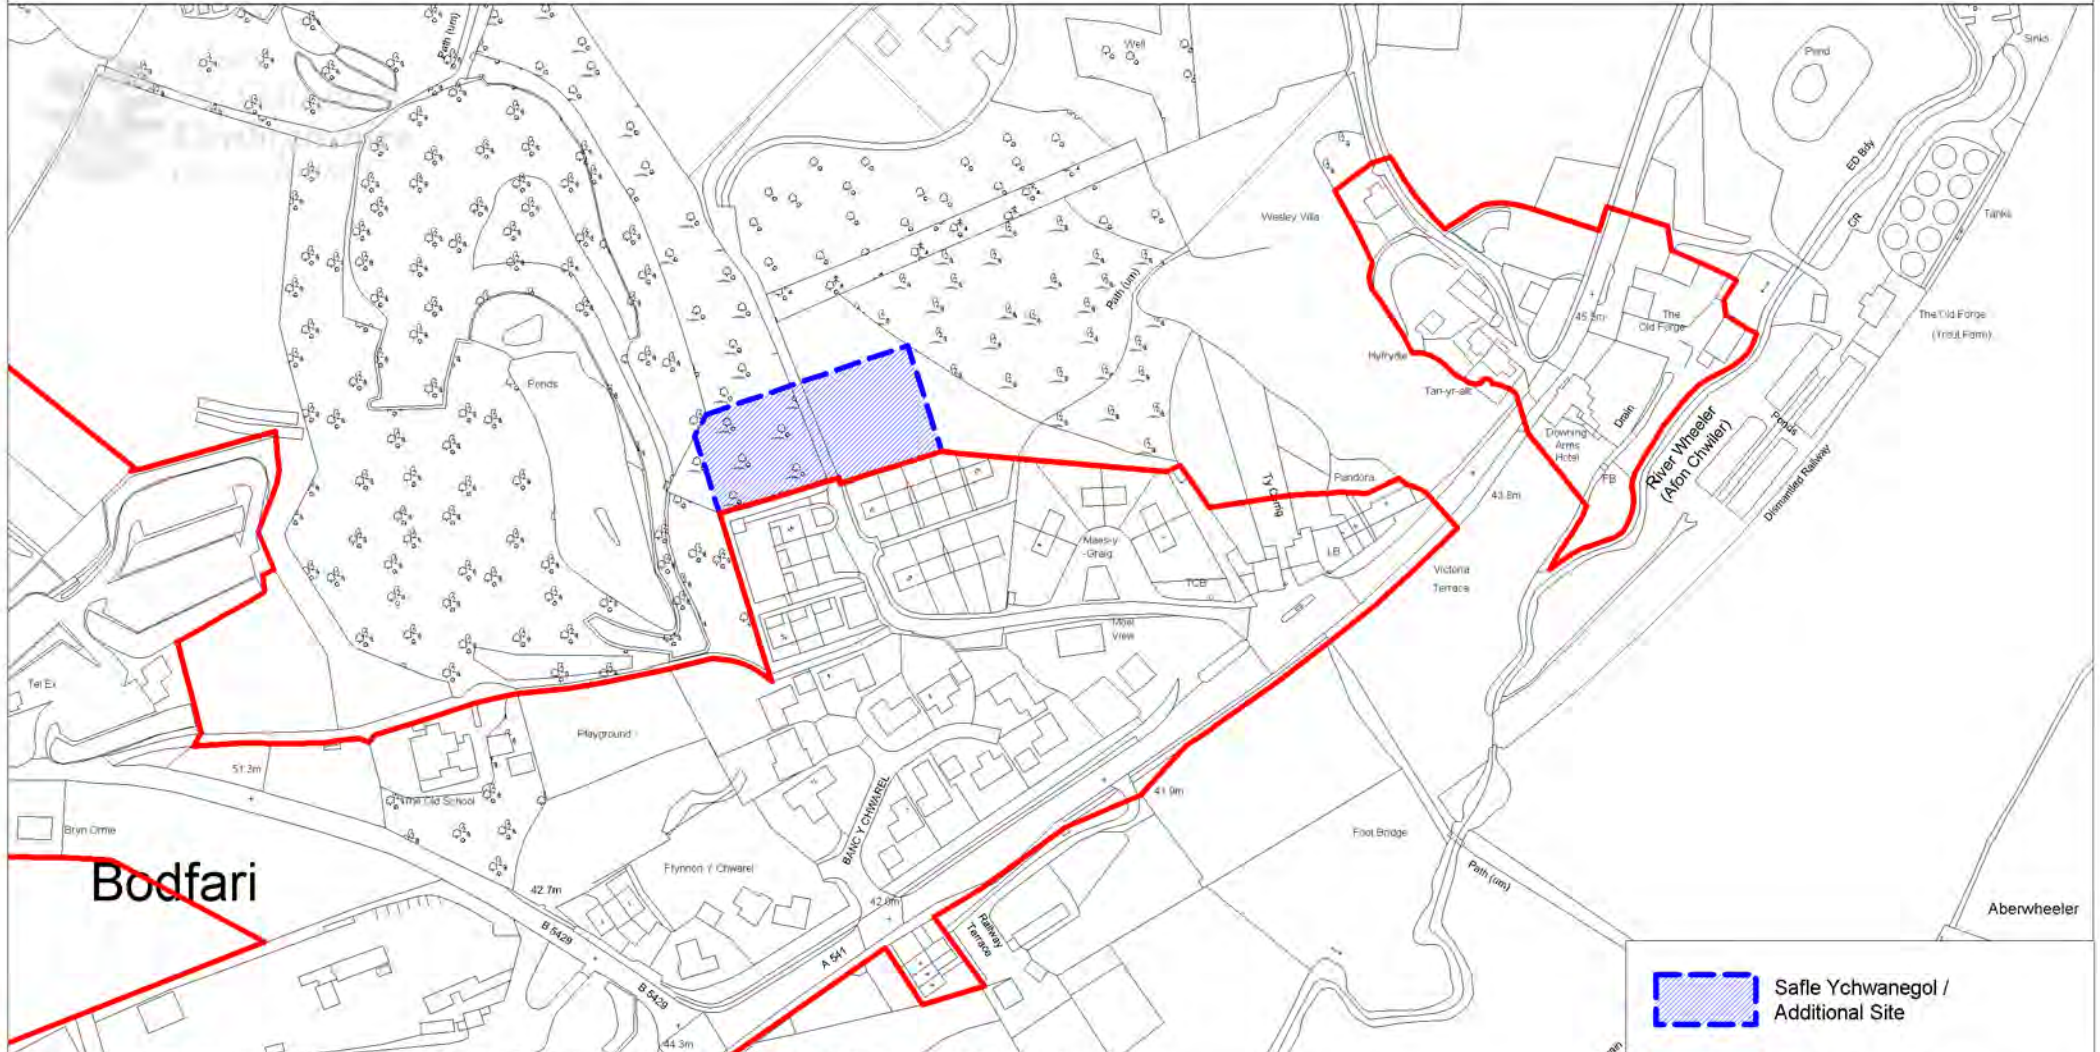 Path (um)
Well
Pond
Sinks
ED Bdy
CR
Tanks
Wesley Villa
Path (um)
The Old Forge
(Trout Farm)
45.5m
The
Old Forge
Hyfrydle
Tan-yr-allt
Ponds
Downing
Arms
Hotel
Drain
FB
River Wheeler
(Afon Chwiler)
Ponds
Dismantled Railway
Pandora
43.8m
Maes-y
-Graig
LB
TCB
Victoria
Terrace
Moel
View
Tel Ex
Playground
51.3m
The Old School
BANC Y CHWAREL
41.9m
Bryn Orme
Foot Bridge
Bodfari
Ffynnon Y Chwarel
42.7m
42.0m
Path (um)
Aberwheeler
B 5429
A 541
Railway
Terrace
B 5429
44.3m
Safle Ychwanegol /
Additional Site